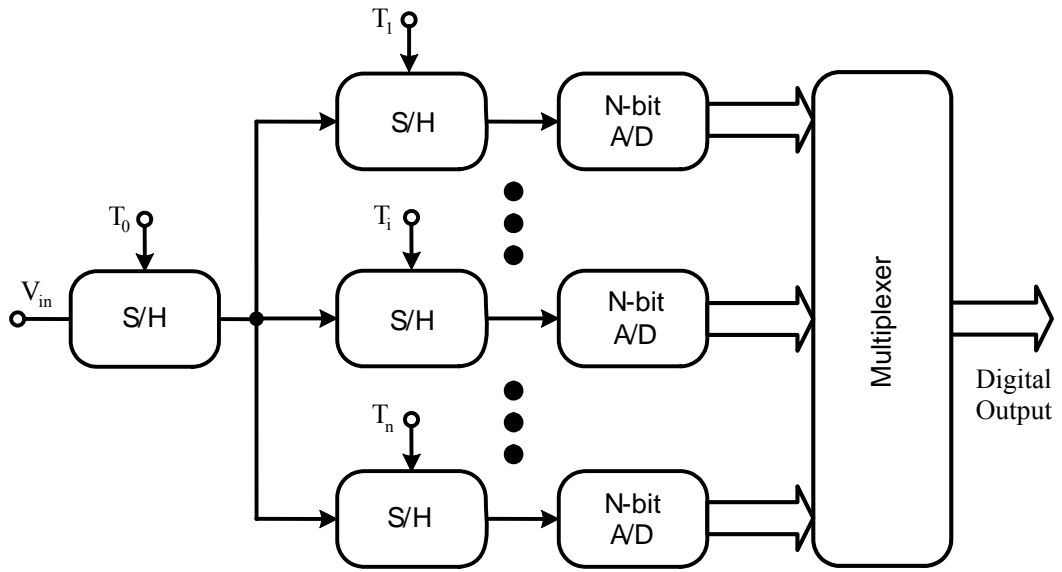 T1
S/H
N-bit
A/D
T0
Vin
S/H
Ti
S/H
N-bit
A/D
Multiplexer
Digital
Output
Tn
S/H
N-bit
A/D